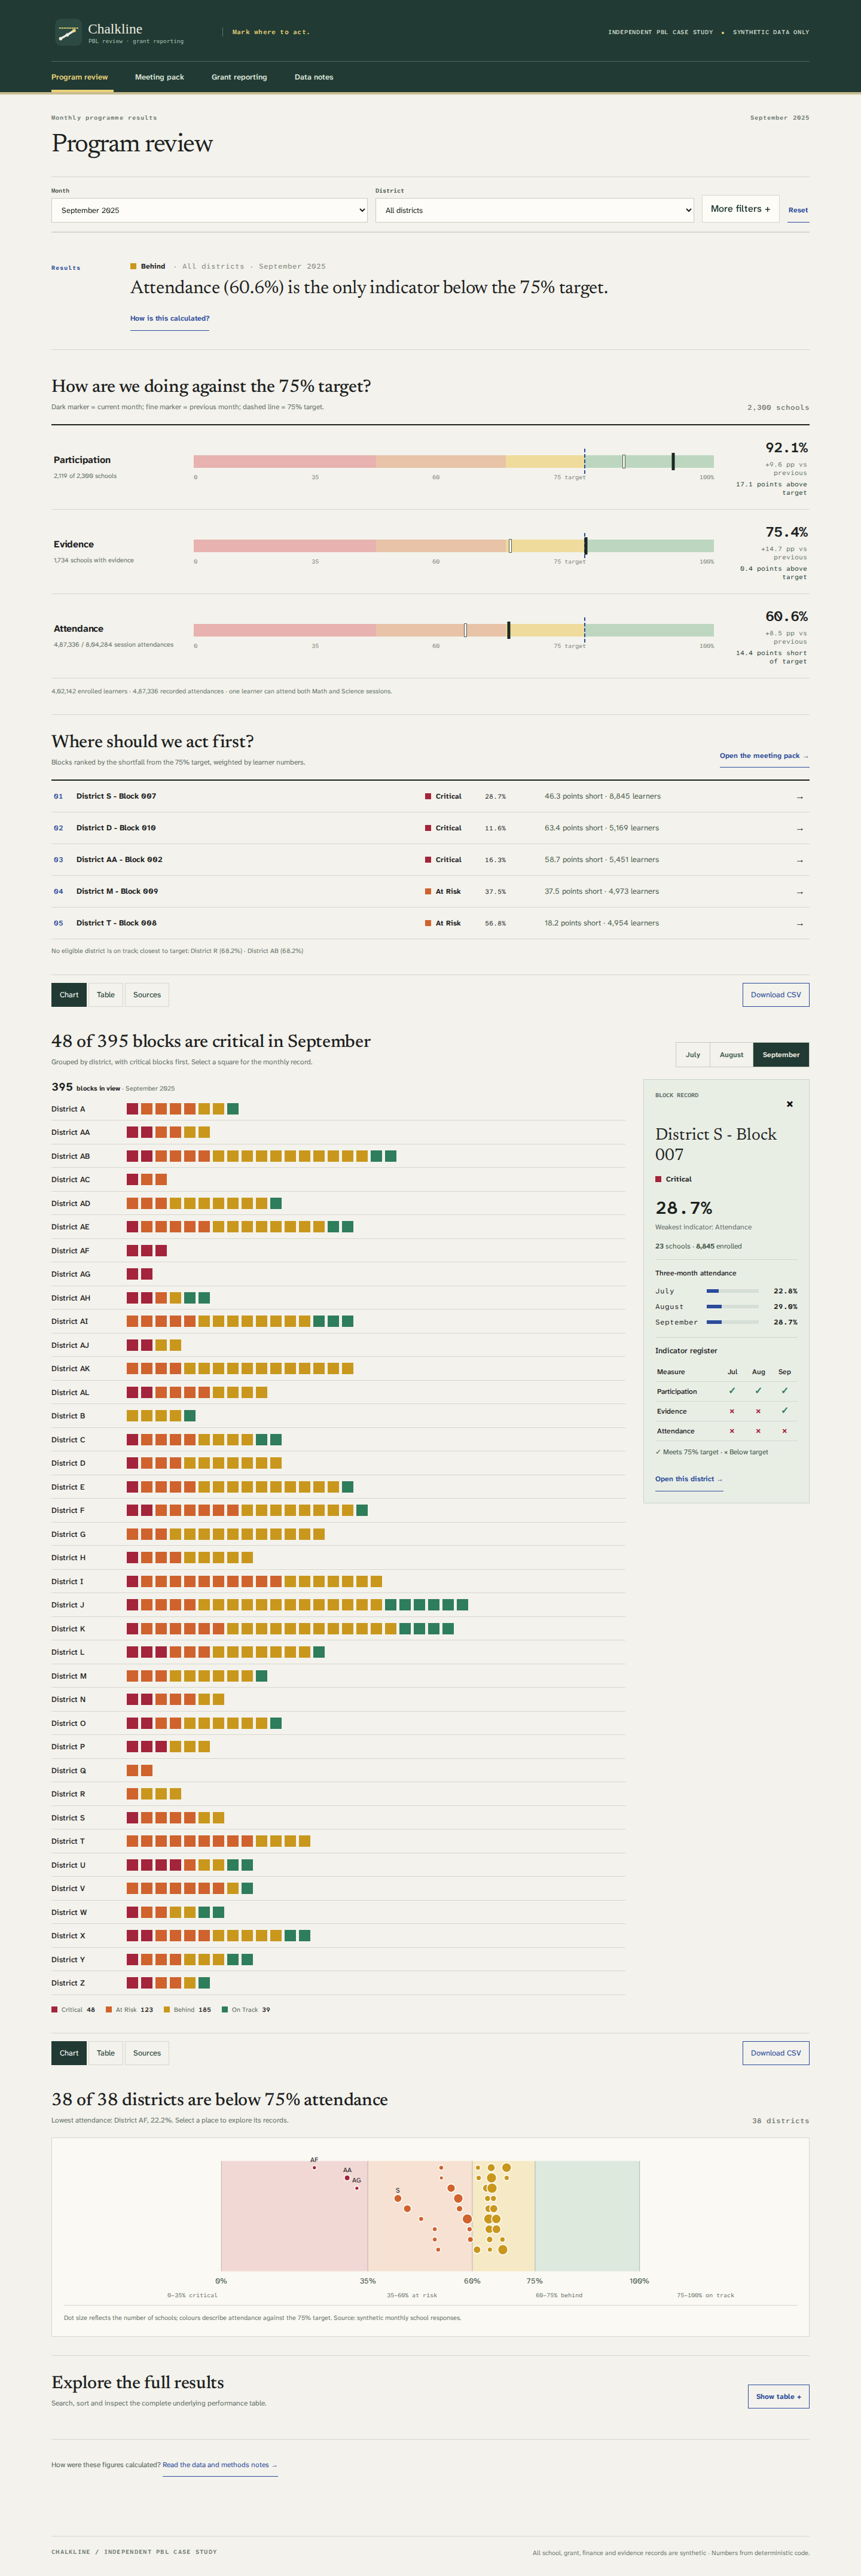 Chalkline
PBL review · grant reporting
Mark where to act.
INDEPENDENT PBL CASE STUDY • SYNTHETIC DATA ONLY
Program review
Meeting pack
Grant reporting
Data notes
Monthly programme results
September 2025
Program review
Month
District
September 2025
All districts
More filters +
Reset
Results
Behind · All districts · September 2025
Attendance (60.6%) is the only indicator below the 75% target.
How is this calculated?
How are we doing against the 75% target?
Dark marker = current month; fine marker = previous month; dashed line = 75% target.
2,300 schools
Participation
2,119 of 2,300 schools
0 35 60 75 target 100%
92.1%
+9.6 pp vs
previous
17.1 points above
target
Evidence
1,734 schools with evidence
0 35 60 75 target 100%
75.4%
+14.7 pp vs
previous
0.4 points above
target
Attendance
4,87,336 / 8,04,284 session attendances
0 35 60 75 target 100%
60.6%
+8.5 pp vs
previous
14.4 points short
of target
4,02,142 enrolled learners · 4,87,336 recorded attendances · one learner can attend both Math and Science sessions.
Where should we act first?
Blocks ranked by the shortfall from the 75% target, weighted by learner numbers.
Open the meeting pack →
01 District S - Block 007 Critical 28.7% 46.3 points short · 8,845 learners →
02 District D - Block 010 Critical 11.6% 63.4 points short · 5,169 learners →
03 District AA - Block 002 Critical 16.3% 58.7 points short · 5,451 learners →
04 District M - Block 009 At Risk 37.5% 37.5 points short · 4,973 learners →
05 District T - Block 008 At Risk 56.8% 18.2 points short · 4,954 learners →
No eligible district is on track; closest to target: District R (68.2%) · District AB (68.2%)
Chart
Table
Sources
Download CSV
48 of 395 blocks are critical in September
Grouped by district, with critical blocks first. Select a square for the monthly record.
July
August
September
395 blocks in view · September 2025
District A
District AA
District AB
District AC
District AD
District AE
District AF
District AG
District AH
District AI
District AJ
District AK
District AL
District B
District C
District D
District E
District F
District G
District H
District I
District J
District K
District L
District M
District N
District O
District P
District Q
District R
District S
District T
District U
District V
District W
District X
District Y
District Z
Critical 48 At Risk 123 Behind 185 On Track 39
BLOCK RECORD
×
District S - Block
007
Critical
28.7%
Weakest indicator: Attendance
23 schools · 8,845 enrolled
Three-month attendance
July 22.8%
August 29.0%
September 28.7%
Indicator register
Measure Jul Aug Sep
Participation ✓ ✓ ✓
Evidence × × ✓
Attendance × × ×
✓ Meets 75% target · × Below target
Open this district →
Chart
Table
Sources
Download CSV
38 of 38 districts are below 75% attendance
Lowest attendance: District AF, 22.2%. Select a place to explore its records.
38 districts
AF
AA
AG
S
0% 35% 60% 75% 100%
0–35% critical 35–60% at risk 60–75% behind 75–100% on track
Dot size reflects the number of schools; colours describe attendance against the 75% target. Source: synthetic monthly school responses.
Explore the full results
Search, sort and inspect the complete underlying performance table.
Show table +
How were these figures calculated? Read the data and methods notes →
CHALKLINE / INDEPENDENT PBL CASE STUDY
All school, grant, finance and evidence records are synthetic · Numbers from deterministic code.